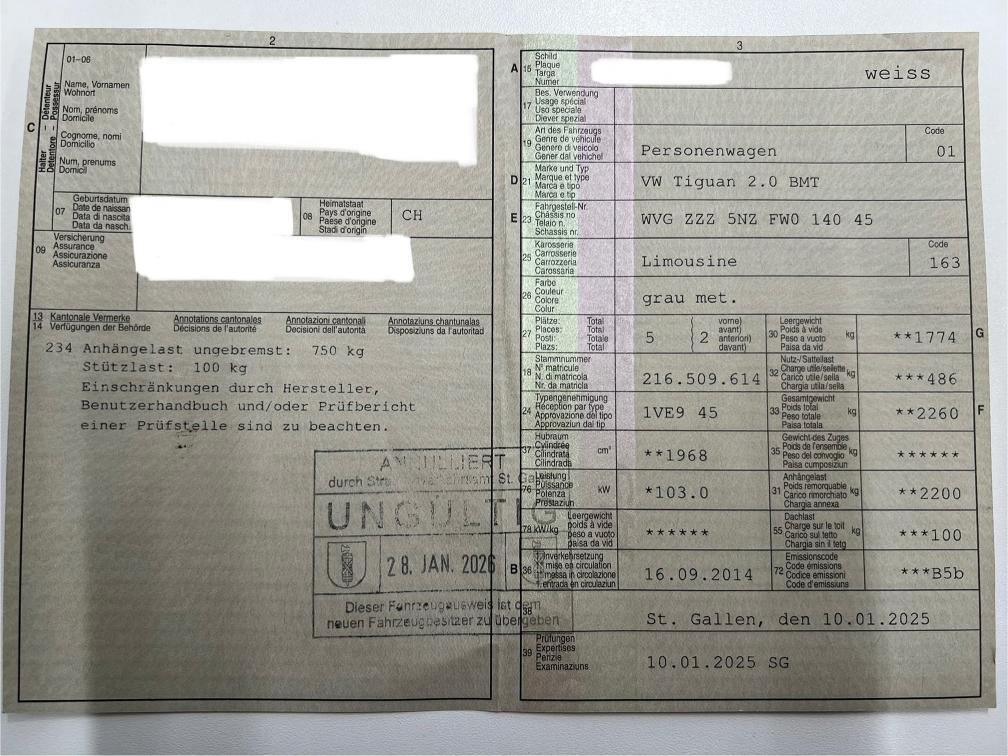 2
01–06
C
Halter – Détenteur
Detentore – Possessur
Name, Vornamen
Wohnort
Nom, prénoms
Domicile
Cognome, nomi
Domicilio
Num, prenums
Domicil
07
Geburtsdatum
Date de naissan
Data di nascita
Data da nasch.
08
Heimatstaat
Pays d'origine
Paese d'origine
Stadi d'origin
CH
09
Versicherung
Assurance
Assicurazione
Assicuranza
13 Kantonale Vermerke Annotations cantonales Annotazioni cantonali Annotaziuns chantunalas
14 Verfügungen der Behörde Décisions de l'autorité Decisioni dell'autorità Disposiziuns da l'autoritad
234 Anhängelast ungebremst: 750 kg
Stützlast: 100 kg
Einschränkungen durch Hersteller,
Benutzerhandbuch und/oder Prüfbericht
einer Prüfstelle sind zu beachten.
ANNULLIERT
durch St. Ga
UNGÜLTIG
28. JAN. 2026
Dieser Fahrzeugausweis ist dem
neuen Fahrzeugbesitzer zu übergeben
3
A
15
Schild
Plaque
Targa
Numer
weiss
17
Bes. Verwendung
Usage spécial
Uso speciale
Diever spezial
19
Art des Fahrzeugs
Genre de véhicule
Genere di veicolo
Gener dal vehichel
Personenwagen
Code
01
D
21
Marke und Typ
Marque et type
Marca e tipo
Marca e tip
VW Tiguan 2.0 BMT
E
23
Fahrgestell-Nr.
Châssis no
Telaio n.
Schassis nr.
WVG ZZZ 5NZ FW0 140 45
25
Karosserie
Carrosserie
Carrozzeria
Carossaria
Limousine
Code
163
26
Farbe
Couleur
Colore
Colur
grau met.
27
Plätze: Total
Places: Total
Posti: Totale
Plazs: Total
5
2
vorne)
avant)
anteriori)
davant)
30
Leergewicht
Poids à vide
Peso a vuoto
Paisa da vid
kg
**1774
G
18
Stammnummer
N° matricule
N. di matricola
Nr. da matricla
216.509.614
32
Nutz-/Sattellast
Charge utile/sellette
Carico utile/sella
Chargia utila/sella
kg
***486
24
Typengenehmigung
Réception par type
Approvazione del tipo
Approvaziun dal tip
1VE9 45
33
Gesamtgewicht
Poids total
Peso totale
Paisa totala
kg
**2260
F
37
Hubraum
Cylindrée
Cilindrata
Cilindrada
cm³
**1968
35
Gewicht des Zuges
Poids de l'ensemble
Peso del convoglio
Paisa cumposiziun
kg
******
76
Leistung
Puissance
Potenza
Prestaziun
kW
*103.0
31
Anhängelast
Poids remorquable
Carico rimorchiato
Chargia annexa
kg
**2200
78 kW/kg
Leergewicht
poids à vide
peso a vuoto
paisa da vid
******
55
Dachlast
Charge sur le toit
Carico sul tetto
Chargia sin il tetg
kg
***100
B
36
1. Inverkehrsetzung
1re mise en circulation
1. messa in circolazione
1. entrada en circulaziun
16.09.2014
72
Emissionscode
Code émissions
Codice emissioni
Code d'emissiuns
***B5b
38
St. Gallen, den 10.01.2025
39
Prüfungen
Expertises
Perizie
Examinaziuns
10.01.2025 SG